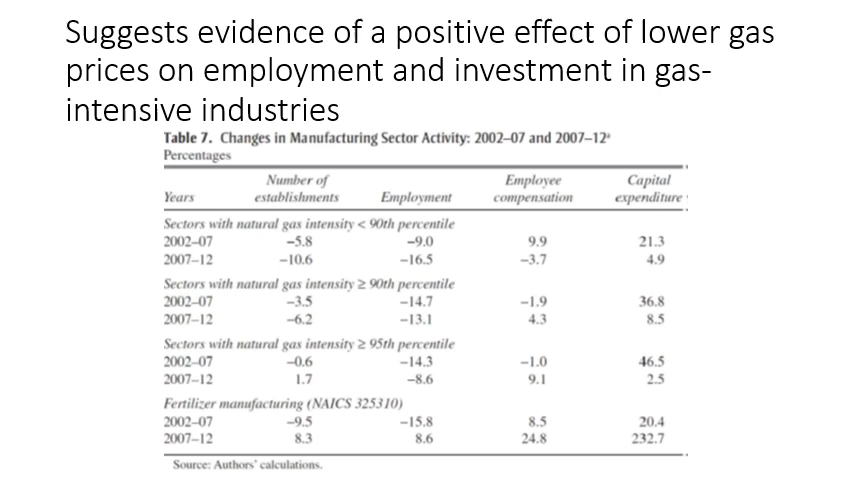 Suggests evidence of a positive effect of lower gas
prices on employment and investment in gas-
intensive industries
Table 7. Changes in Manufacturing Sector Activity: 2002–07 and 2007–12ᵃ
Percentages
Years Number of establishments Employment Employee compensation Capital expenditure
Sectors with natural gas intensity < 90th percentile
2002–07 −5.8 −9.0 9.9 21.3
2007–12 −10.6 −16.5 −3.7 4.9
Sectors with natural gas intensity ≥ 90th percentile
2002–07 −3.5 −14.7 −1.9 36.8
2007–12 −6.2 −13.1 4.3 8.5
Sectors with natural gas intensity ≥ 95th percentile
2002–07 −0.6 −14.3 −1.0 46.5
2007–12 1.7 −8.6 9.1 2.5
Fertilizer manufacturing (NAICS 325310)
2002–07 −9.5 −15.8 8.5 20.4
2007–12 8.3 8.6 24.8 232.7
Source: Authors' calculations.